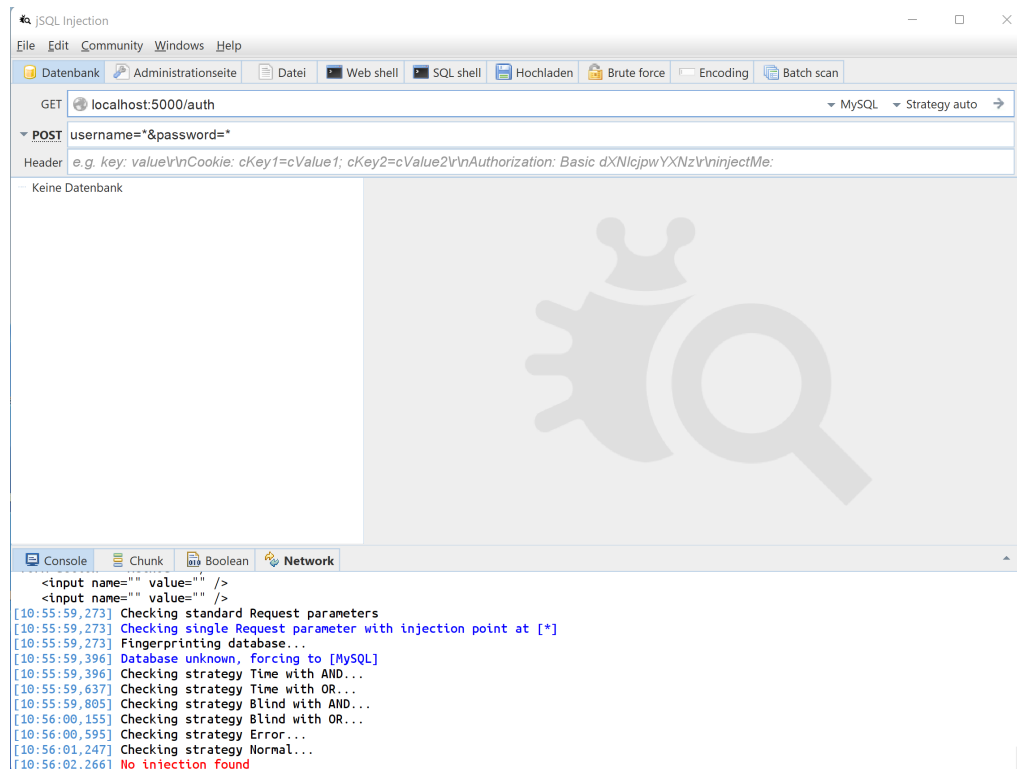 jSQL Injection
File Edit Community Windows Help
Datenbank Administrationseite Datei Web shell SQL shell Hochladen Brute force Encoding Batch scan
GET localhost:5000/auth MySQL Strategy auto
POST username=*&password=*
Header e.g. key: value\r\nCookie: cKey1=cValue1; cKey2=cValue2\r\nAuthorization: Basic dXNlcjpwYXNz\r\ninjectMe:
Keine Datenbank
Console Chunk Boolean Network
<input name="" value="" />
<input name="" value="" />
[10:55:59,273] Checking standard Request parameters
[10:55:59,273] Checking single Request parameter with injection point at [*]
[10:55:59,273] Fingerprinting database...
[10:55:59,396] Database unknown, forcing to [MySQL]
[10:55:59,396] Checking strategy Time with AND...
[10:55:59,637] Checking strategy Time with OR...
[10:55:59,805] Checking strategy Blind with AND...
[10:56:00,155] Checking strategy Blind with OR...
[10:56:00,595] Checking strategy Error...
[10:56:01,247] Checking strategy Normal...
[10:56:02,266] No injection found